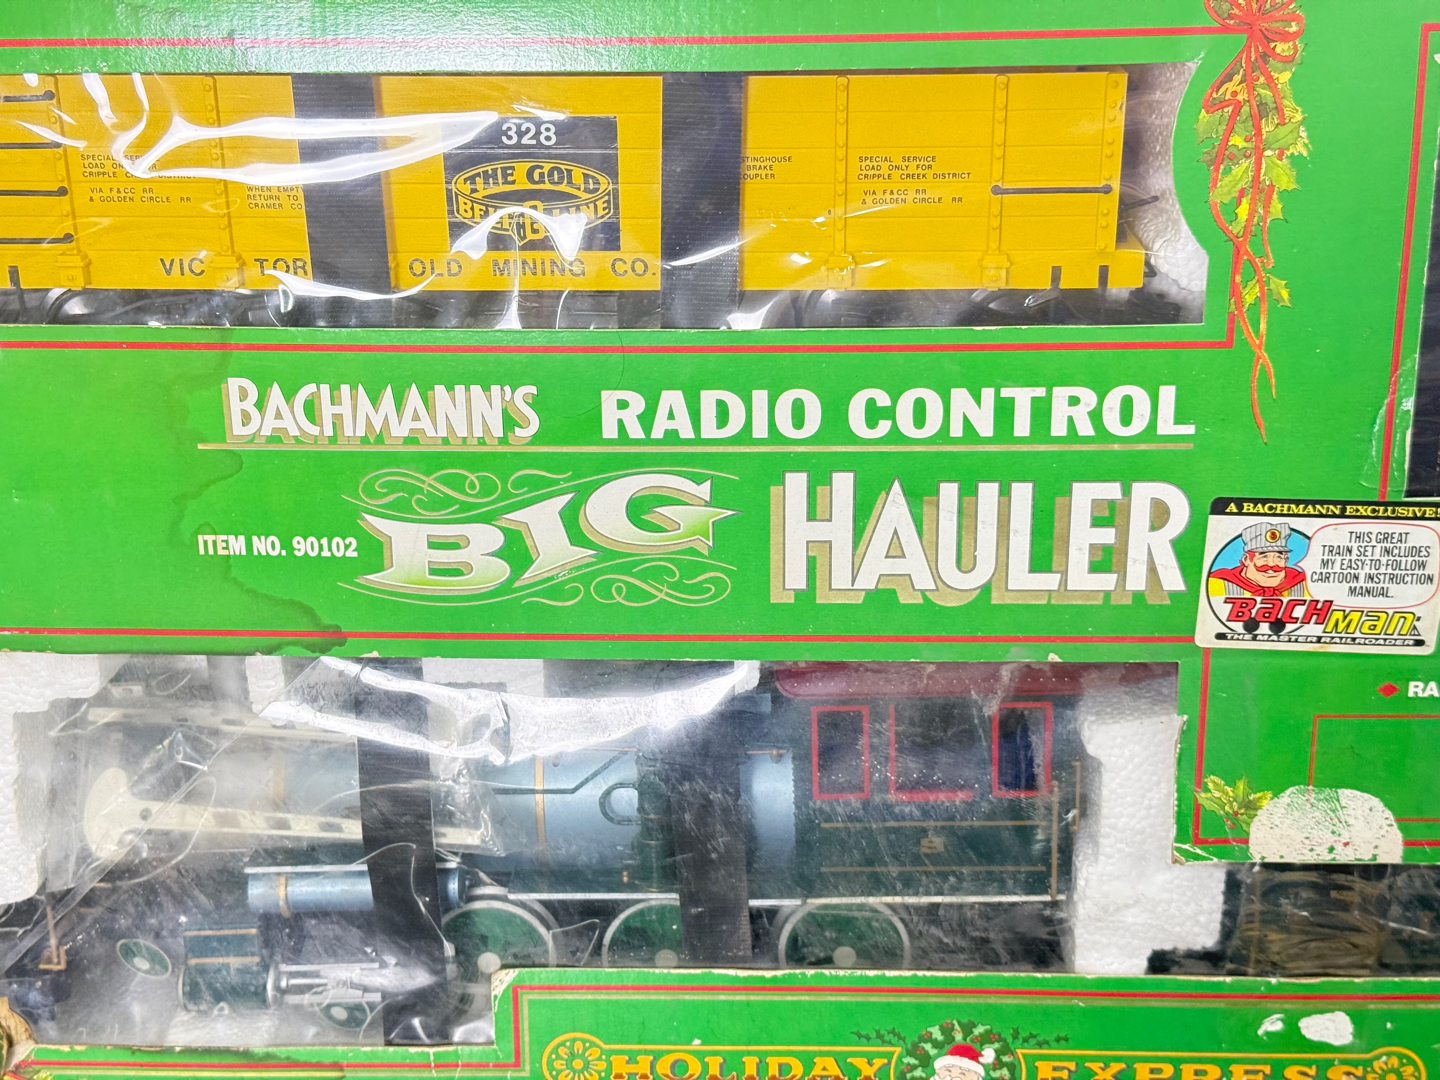 328
THE GOLD
BELT LINE
SPECIAL SERVICE
LOAD ONLY FOR
CRIPPLE CREEK DISTRICT
VIA F&CC RR
& GOLDEN CIRCLE RR
WHEN EMPTY
RETURN TO
CRAMER CO
STINGHOUSE
BRAKE
OUPLER
SPECIAL SERVICE
LOAD ONLY FOR
CRIPPLE CREEK DISTRICT
VIA F&CC RR
& GOLDEN CIRCLE RR
VIC TOR
OLD MINING CO.
BACHMANN'S RADIO CONTROL
BIG HAULER
ITEM NO. 90102
A BACHMANN EXCLUSIVE!
THIS GREAT
TRAIN SET INCLUDES
MY EASY-TO-FOLLOW
CARTOON INSTRUCTION
MANUAL.
BACHMAN
THE MASTER RAILROADER
RA
HOLIDAY EXPRESS